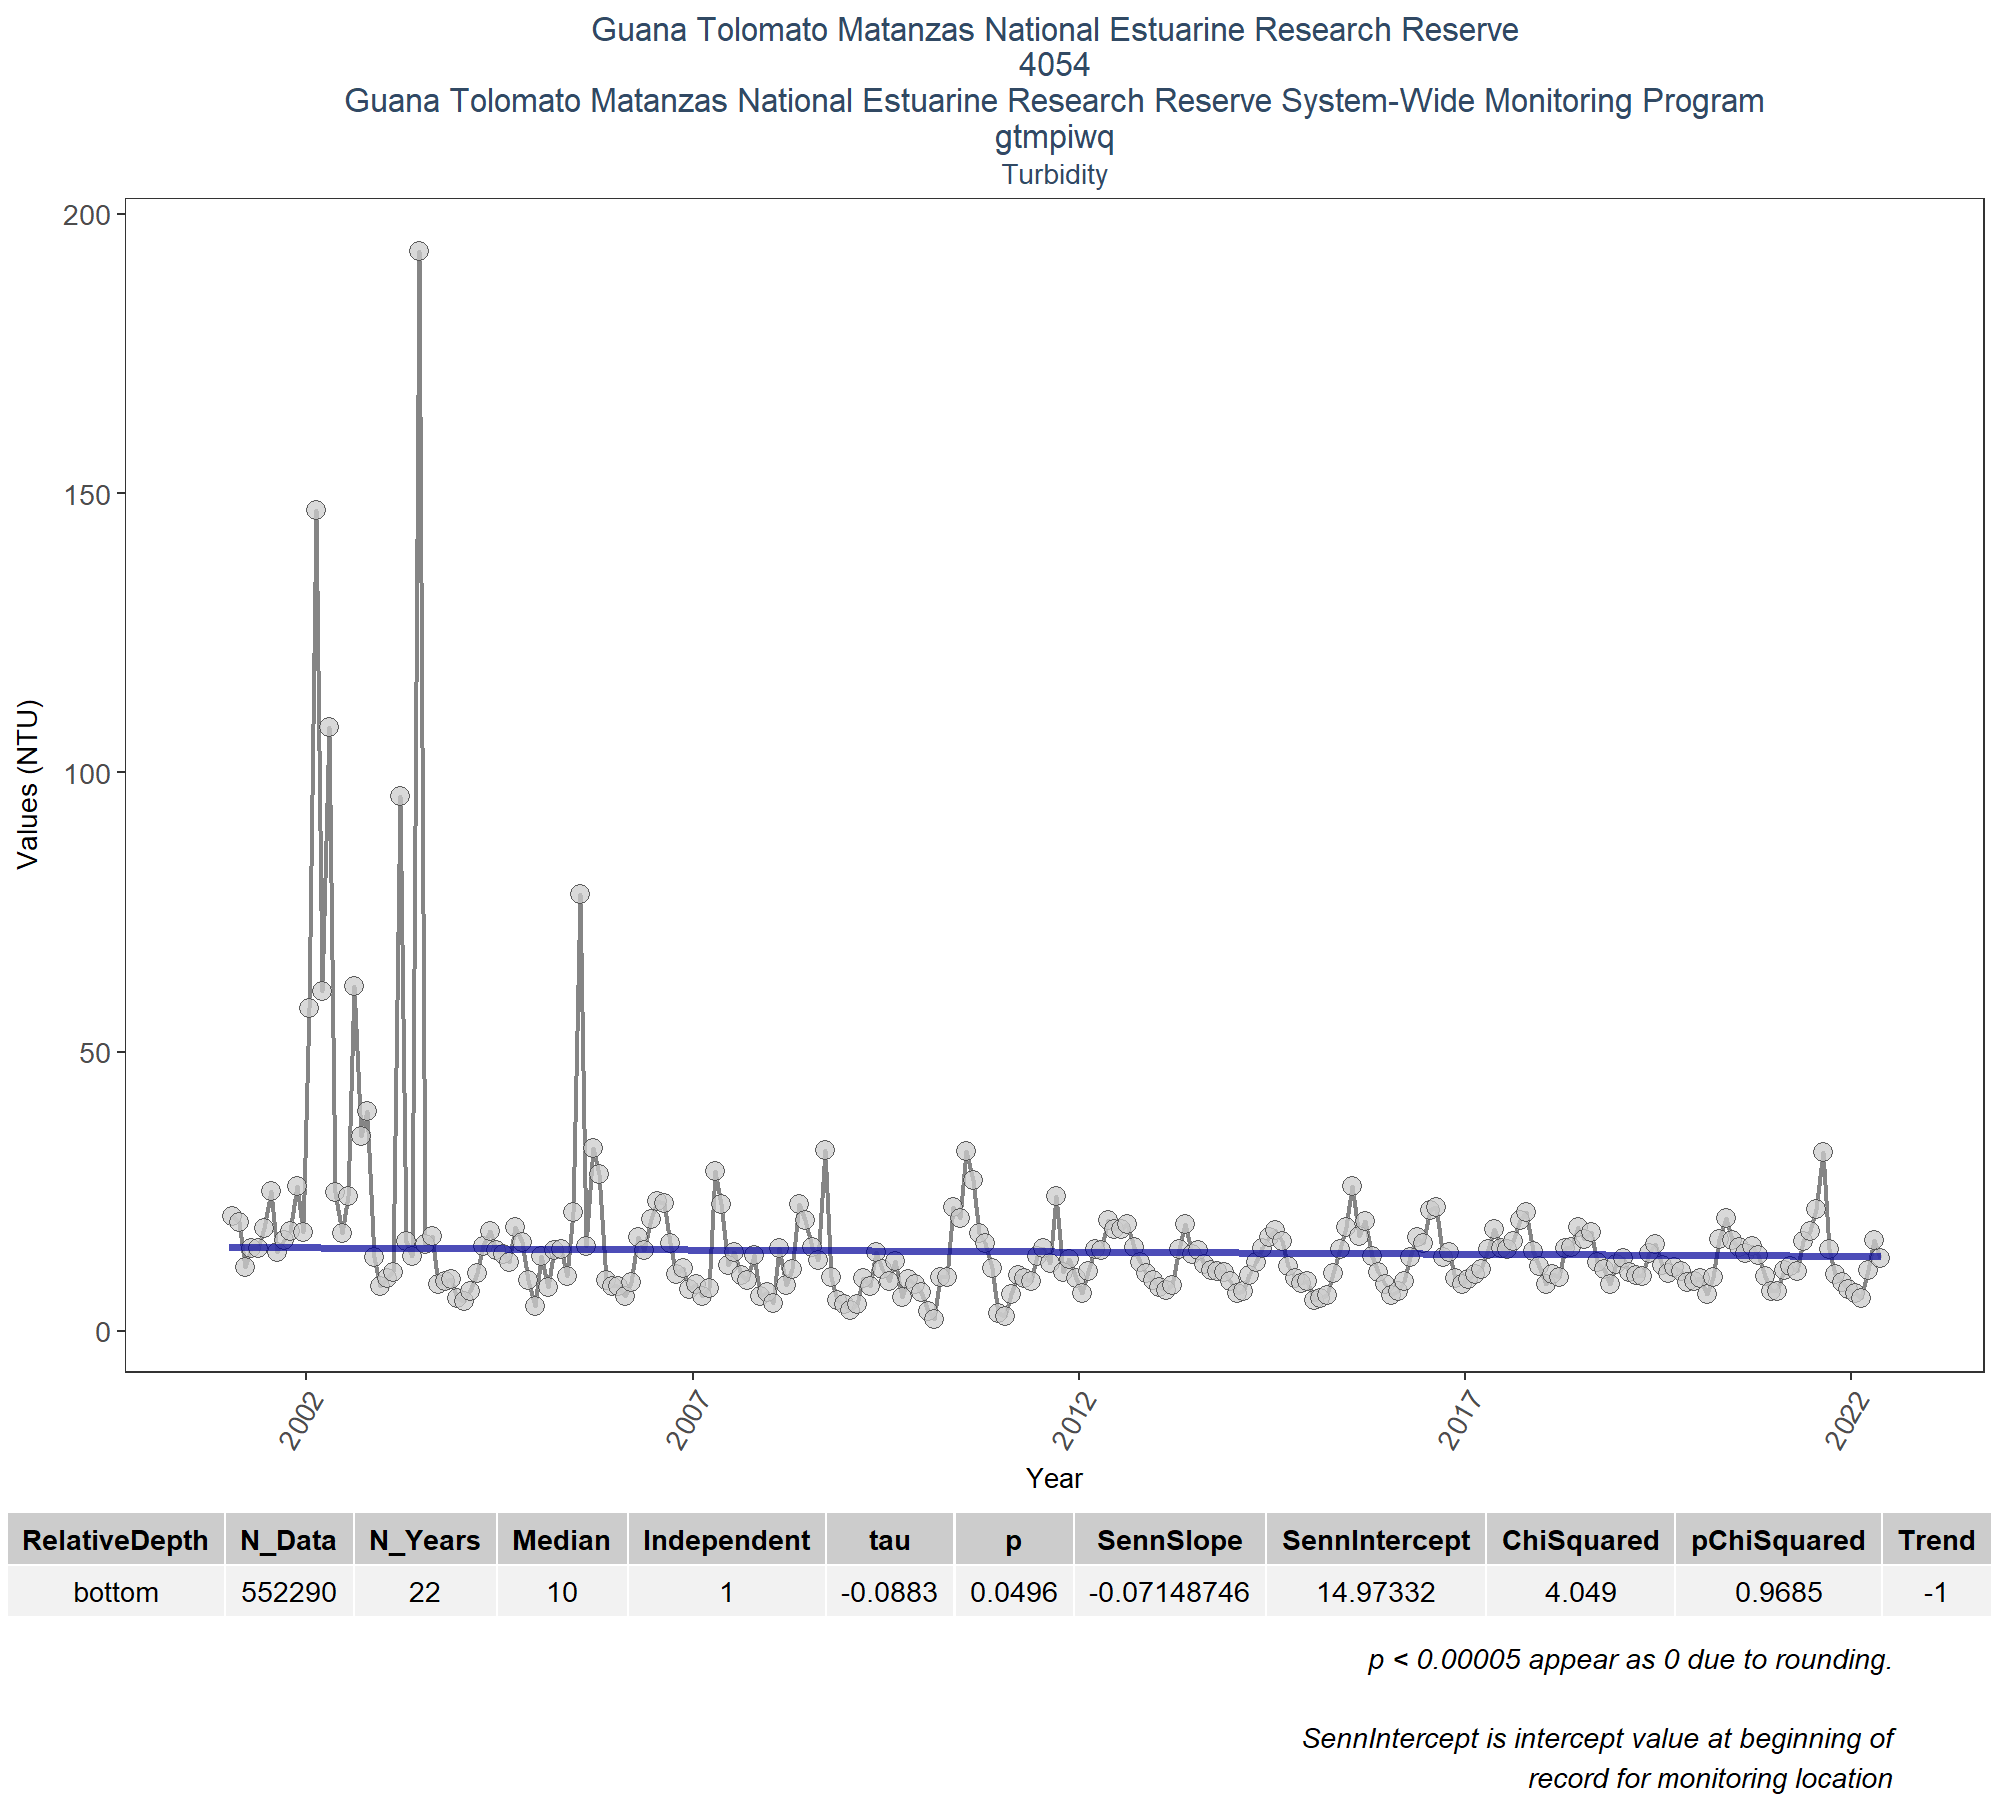 Guana Tolomato Matanzas National Estuarine Research Reserve
4054
Guana Tolomato Matanzas National Estuarine Research Reserve System-Wide Monitoring Program
gtmpiwq
Turbidity
200
150
100
50
0
Values (NTU)
2002 2007 2012 2017 2022
Year
RelativeDepth N_Data N_Years Median Independent tau p SennSlope SennIntercept ChiSquared pChiSquared Trend
bottom 552290 22 10 1 -0.0883 0.0496 -0.07148746 14.97332 4.049 0.9685 -1
p < 0.00005 appear as 0 due to rounding.
SennIntercept is intercept value at beginning of
record for monitoring location